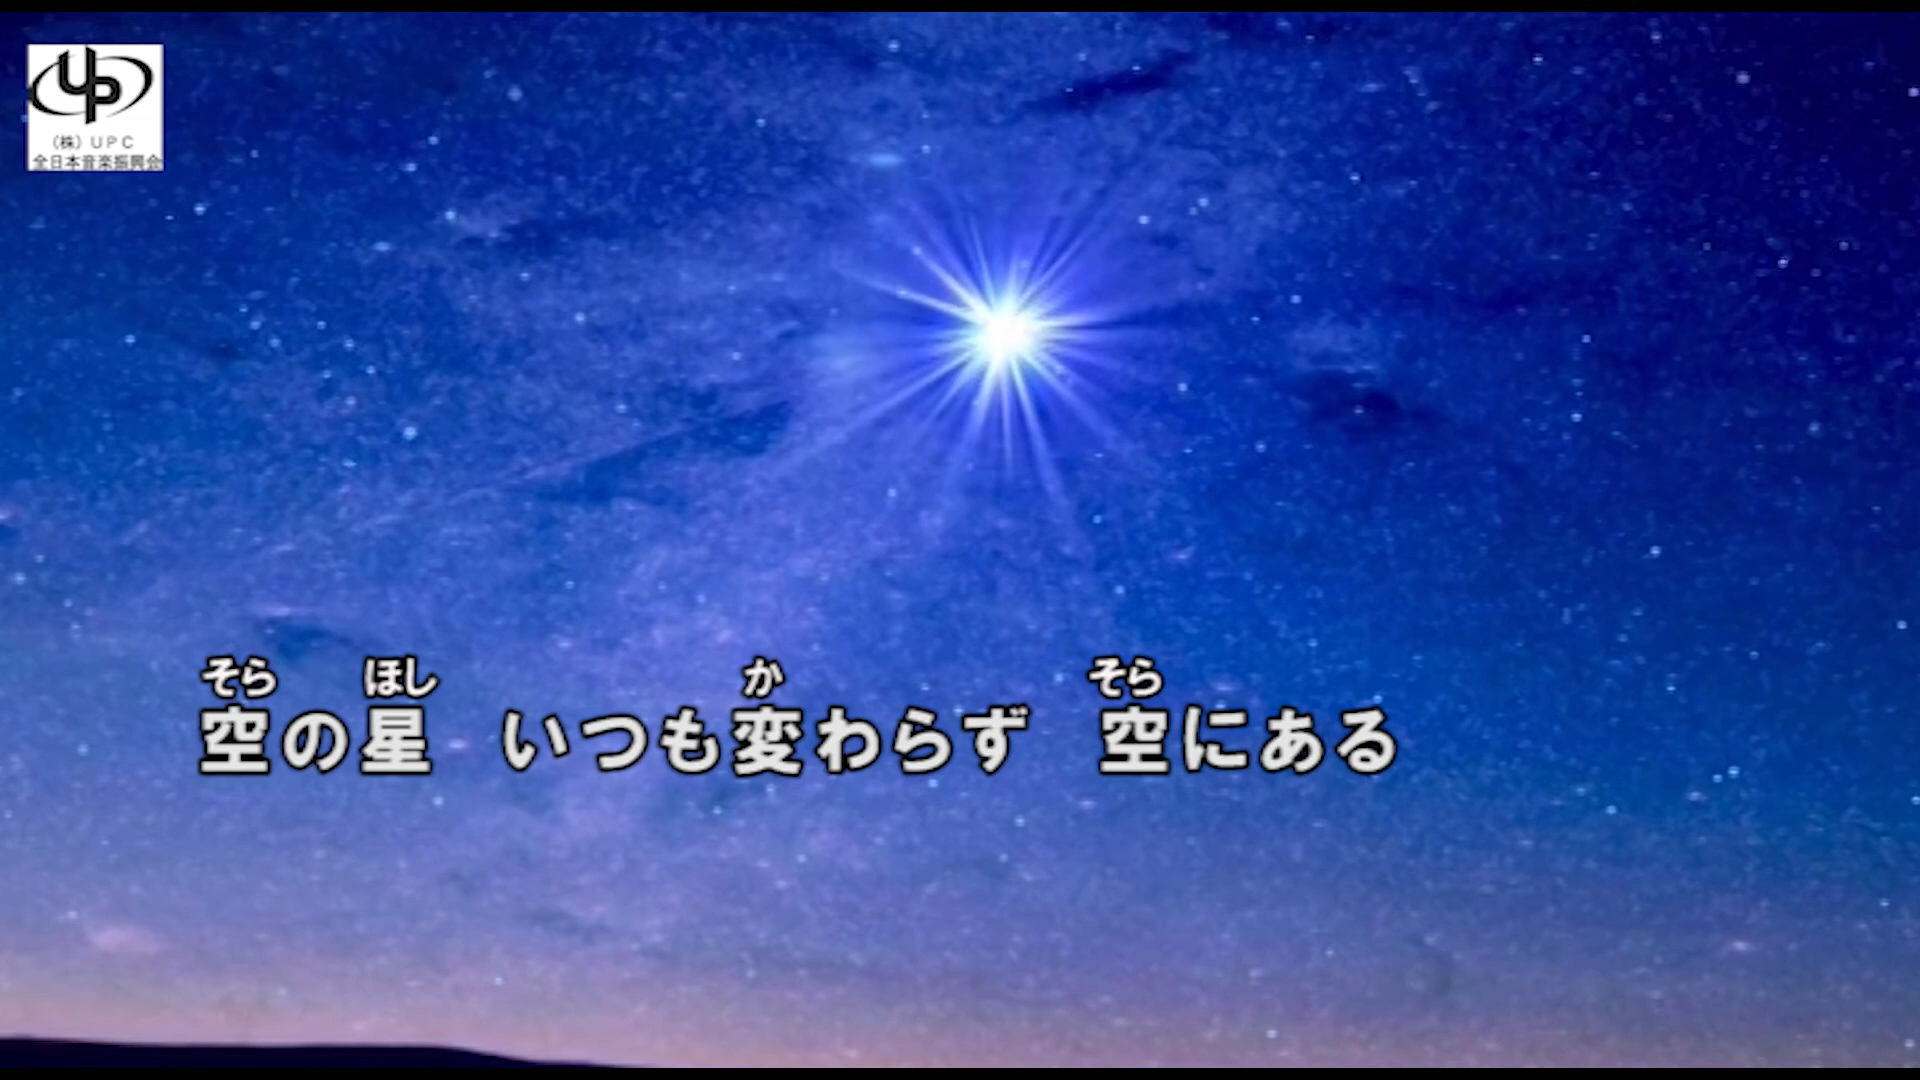 UP
(株)UPC
全日本音楽振興会
そら ほし か そら
空の星 いつも変わらず 空にある